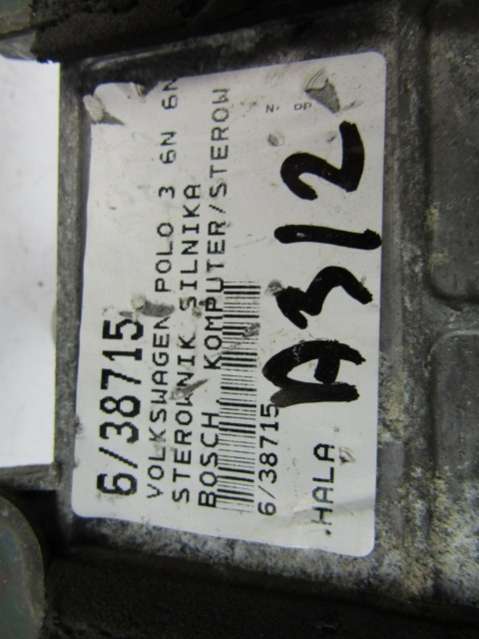 6/38715
VOLKSWAGEN POLO 3 6N 6N
STEROWNIK SILNIKA
BOSCH, KOMPUTER/STEROW
6/38715
HALA A312